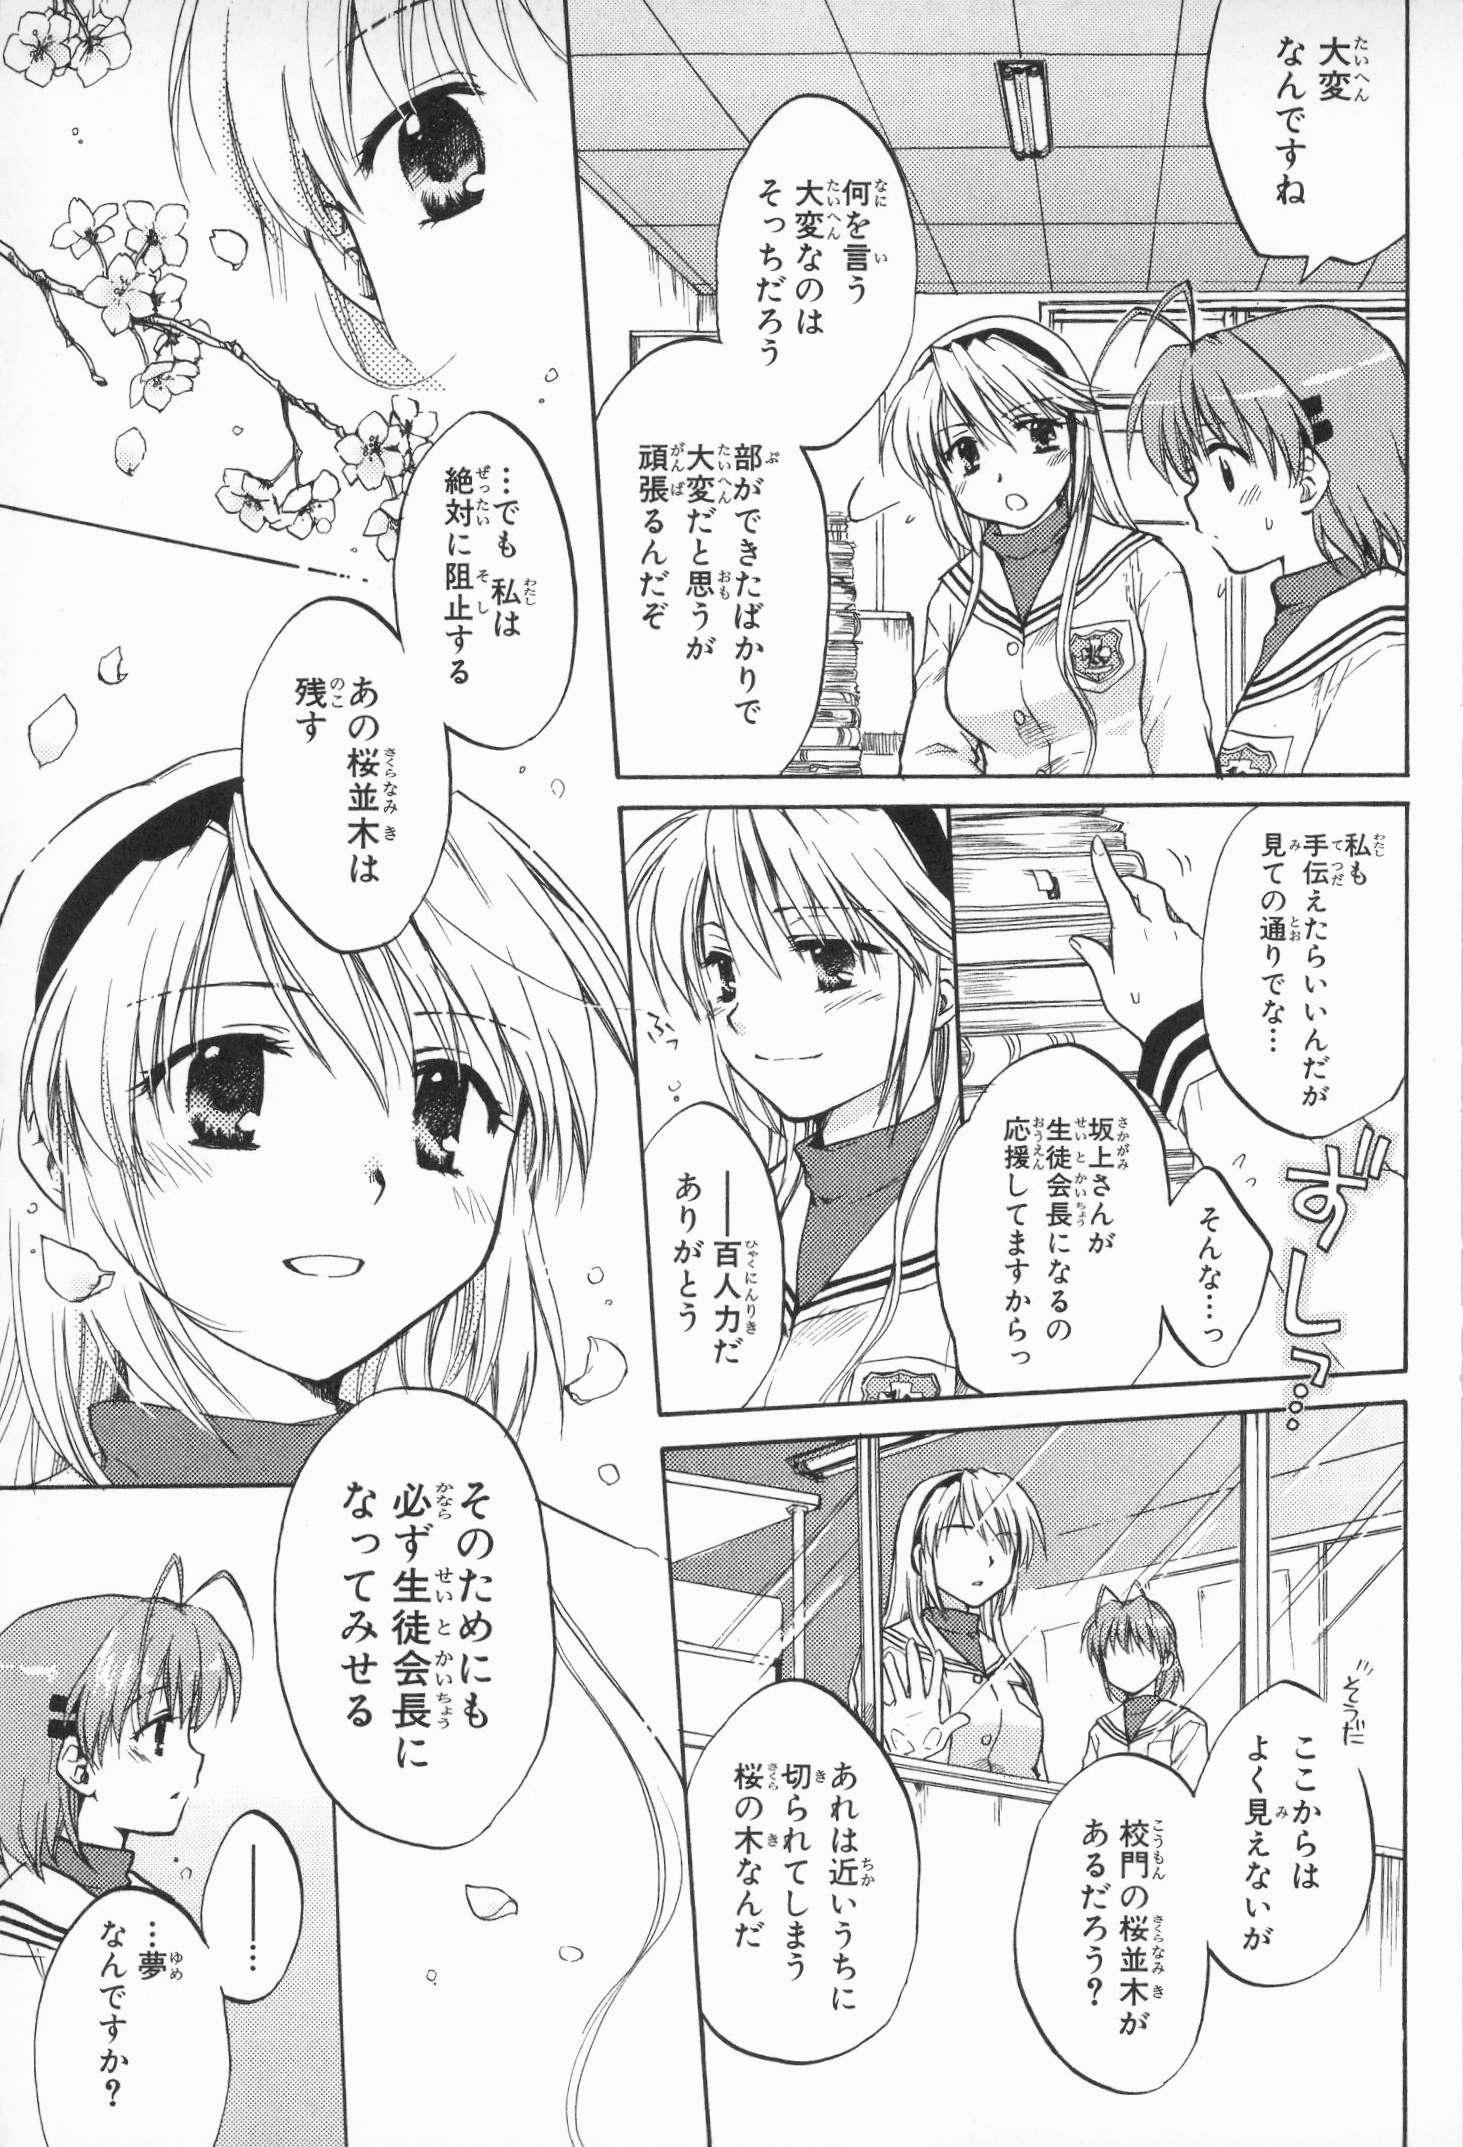 大変
なんですね
何を言う
大変なのは
そっちだろう
部ができたばかりで
大変だと思うが
頑張るんだぞ
私も
手伝えたらいいんだが
見ての通りでな…
ずしっ…
そんな…っ
坂上さんが
生徒会長になるの
応援してますからっ
ふっ
――百人力だ
ありがとう
そうだ
ここからは
よく見えないが
校門の桜並木が
あるだろう?
あれは近いうちに
切られてしまう
桜の木なんだ
…でも 私は
絶対に阻止する
あの桜並木は
残す
そのためにも
必ず生徒会長に
なってみせる
――…
…夢
なんですか?